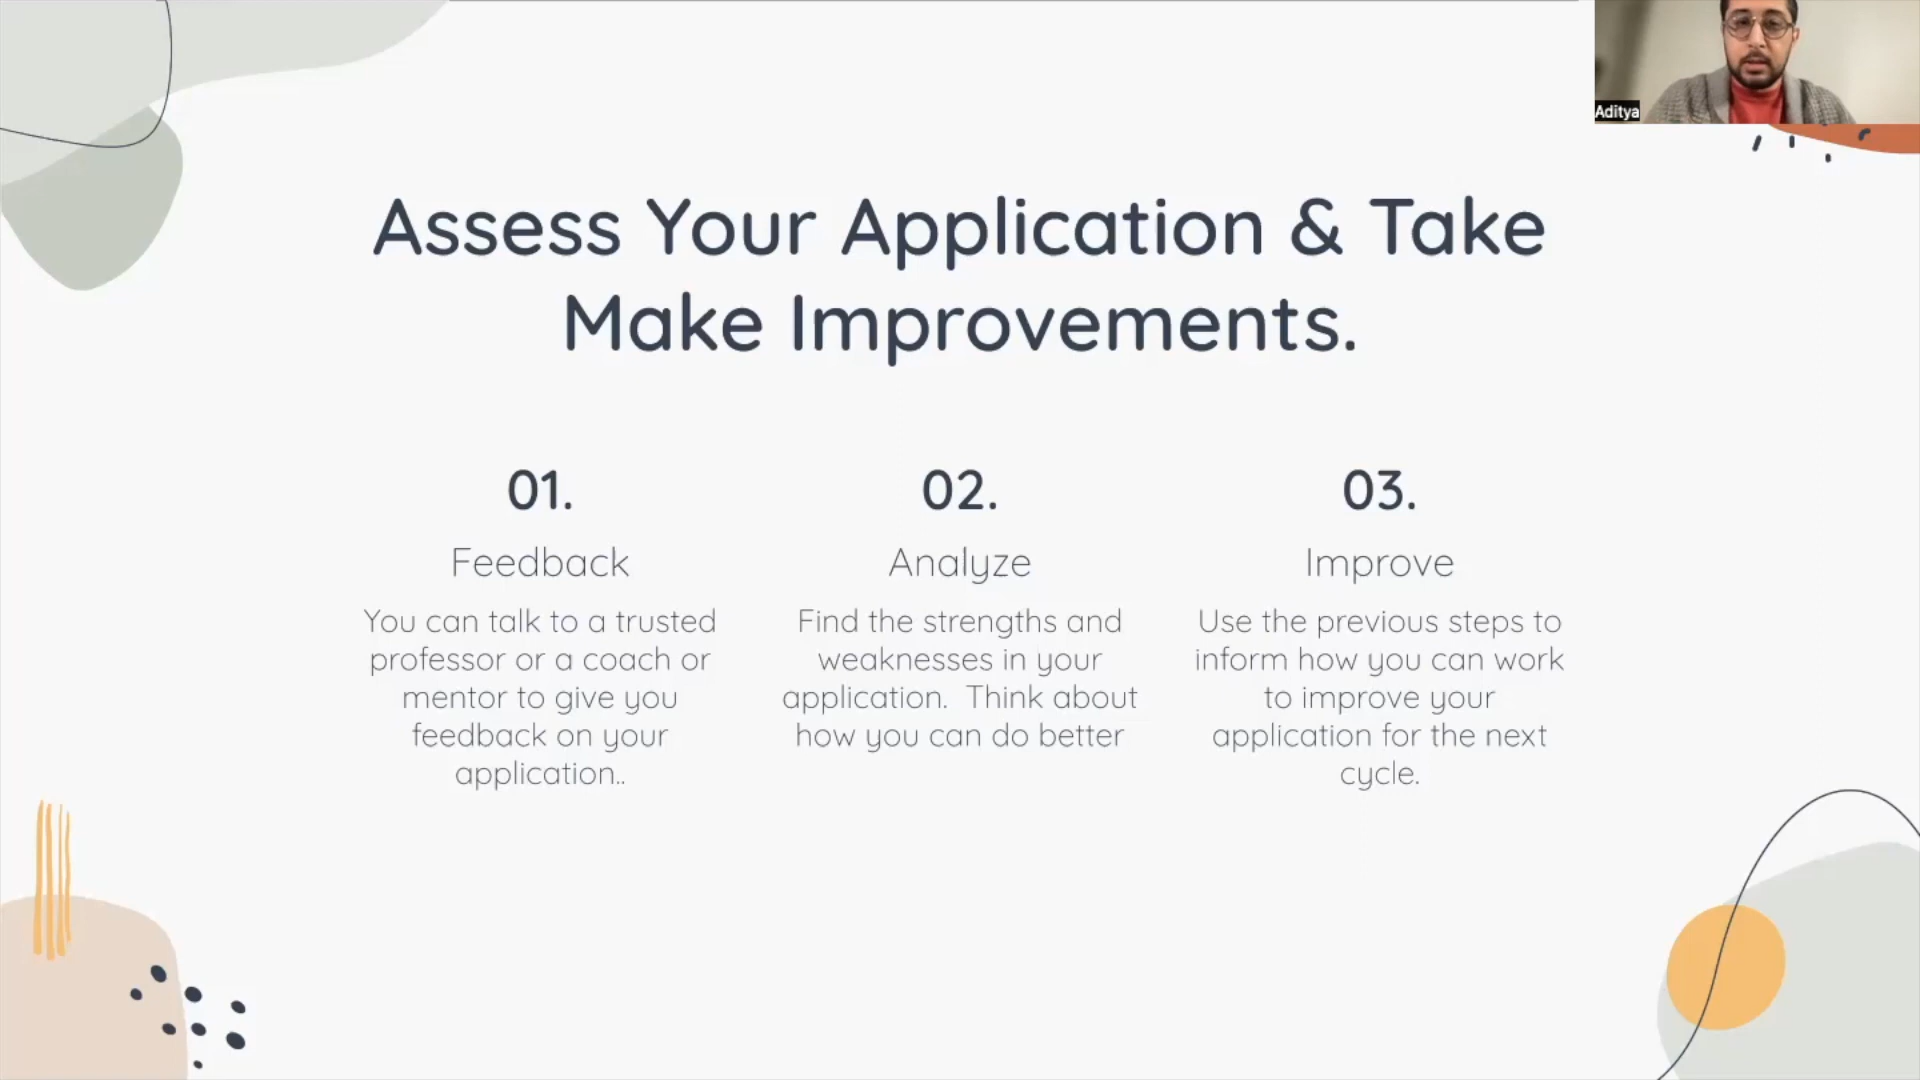 Aditya
Assess Your Application & Take
Make Improvements.
01.
Feedback
You can talk to a trusted
professor or a coach or
mentor to give you
feedback on your
application..
02.
Analyze
Find the strengths and
weaknesses in your
application.  Think about
how you can do better
03.
Improve
Use the previous steps to
inform how you can work
to improve your
application for the next
cycle.